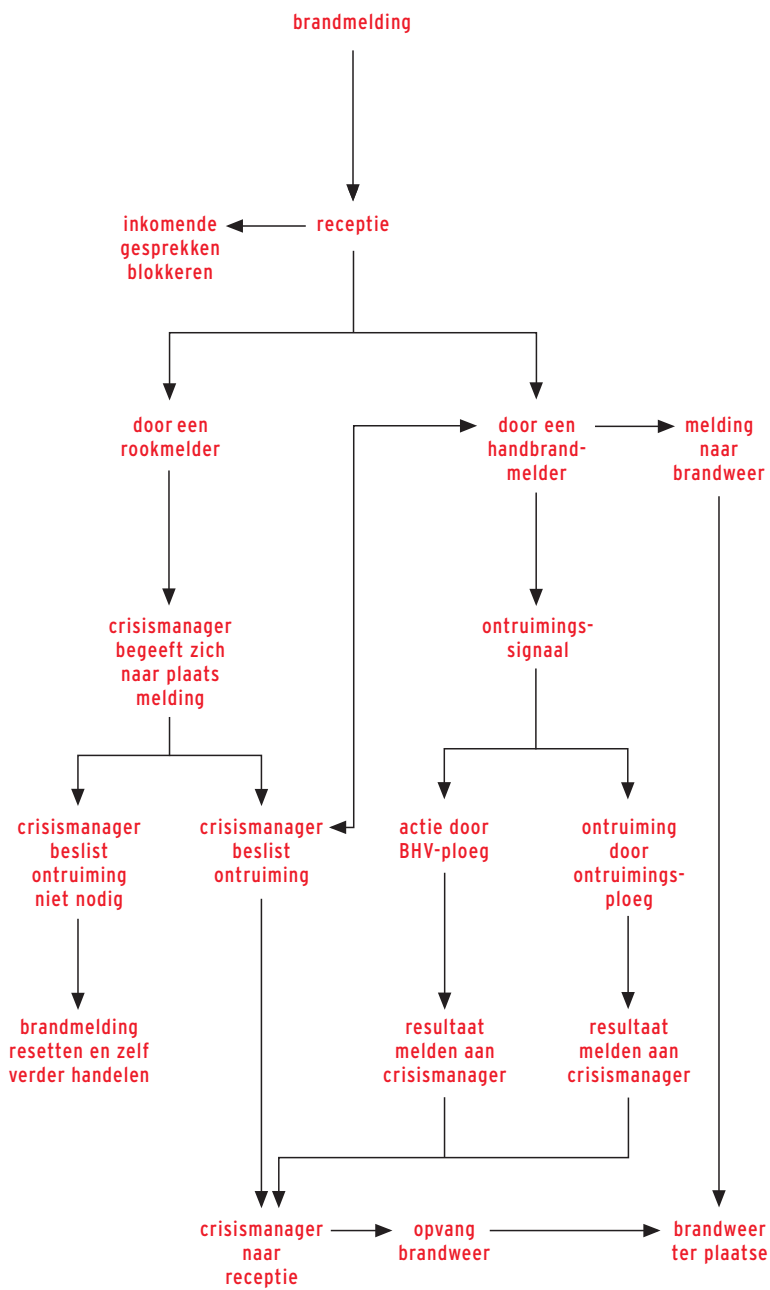 brandmelding
inkomende
gesprekken
blokkeren
receptie
door een
rookmelder
door een
handbrand-
melder
melding
naar
brandweer
crisismanager
begeeft zich
naar plaats
melding
ontruimings-
signaal
crisismanager
beslist
ontruiming
niet nodig
crisismanager
beslist
ontruiming
actie door
BHV-ploeg
ontruiming
door
ontruimings-
ploeg
brandmelding
resetten en zelf
verder handelen
resultaat
melden aan
crisismanager
resultaat
melden aan
crisismanager
crisismanager
naar
receptie
opvang
brandweer
brandweer
ter plaatse